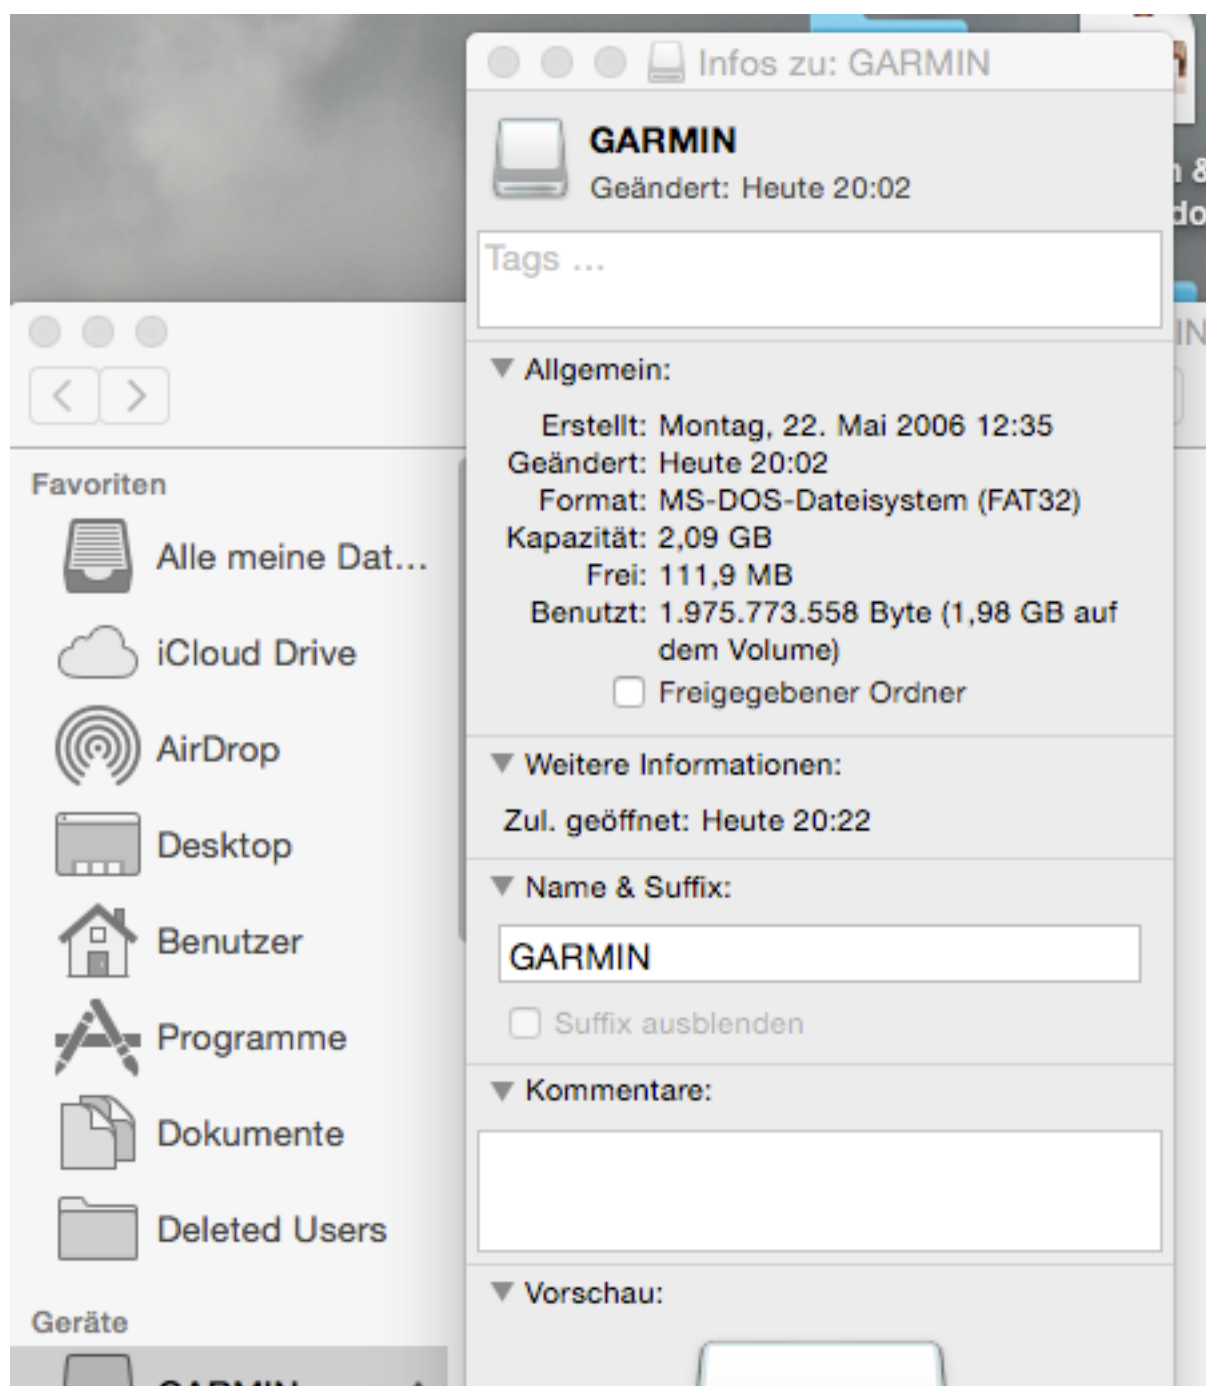 Infos zu: GARMIN
GARMIN
Geändert: Heute 20:02
Tags ...
Allgemein:
Erstellt: Montag, 22. Mai 2006 12:35
Geändert: Heute 20:02
Format: MS-DOS-Dateisystem (FAT32)
Kapazität: 2,09 GB
Frei: 111,9 MB
Benutzt: 1.975.773.558 Byte (1,98 GB auf
dem Volume)
Freigegebener Ordner
Weitere Informationen:
Zul. geöffnet: Heute 20:22
Name & Suffix:
GARMIN
Suffix ausblenden
Kommentare:
Vorschau:
Favoriten
Alle meine Dat...
iCloud Drive
AirDrop
Desktop
Benutzer
Programme
Dokumente
Deleted Users
Geräte
GARMIN